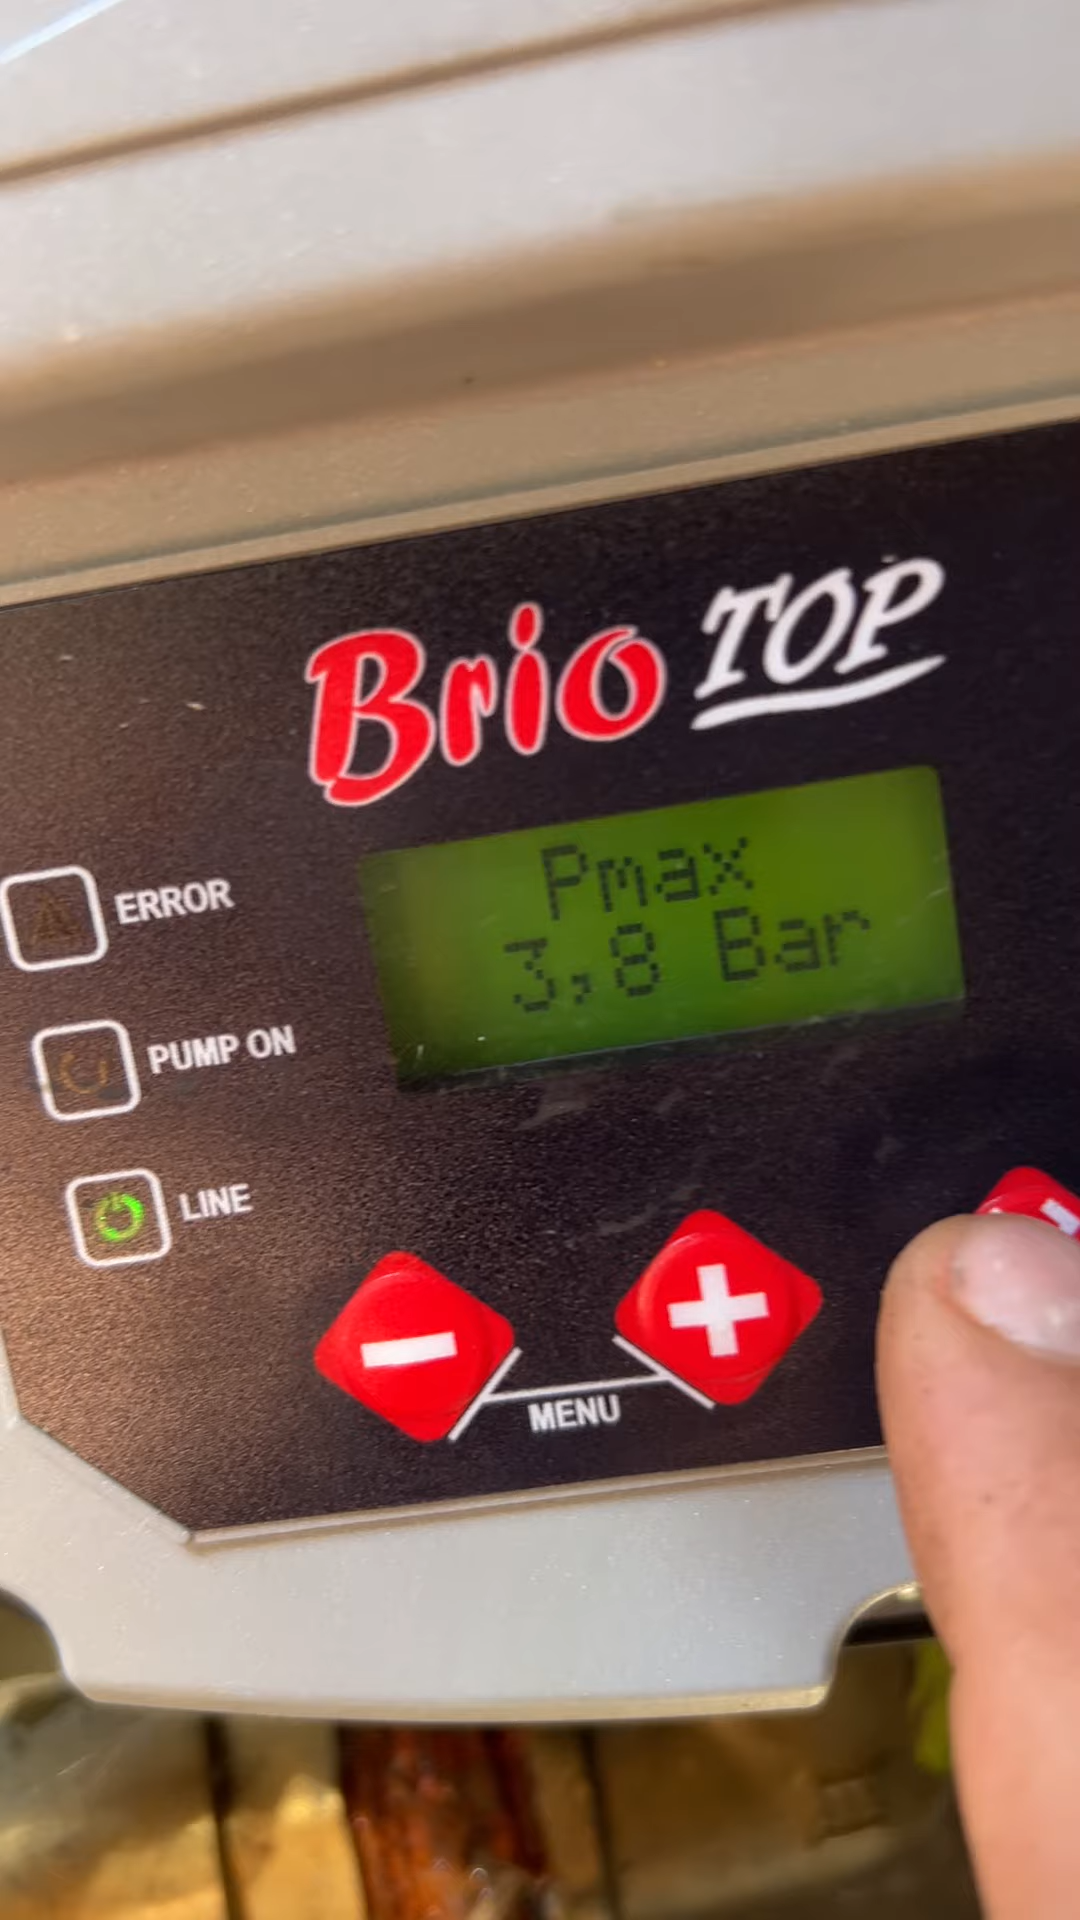 Brio TOP
Pmax
3,8 Bar
ERROR
PUMP ON
LINE
MENU